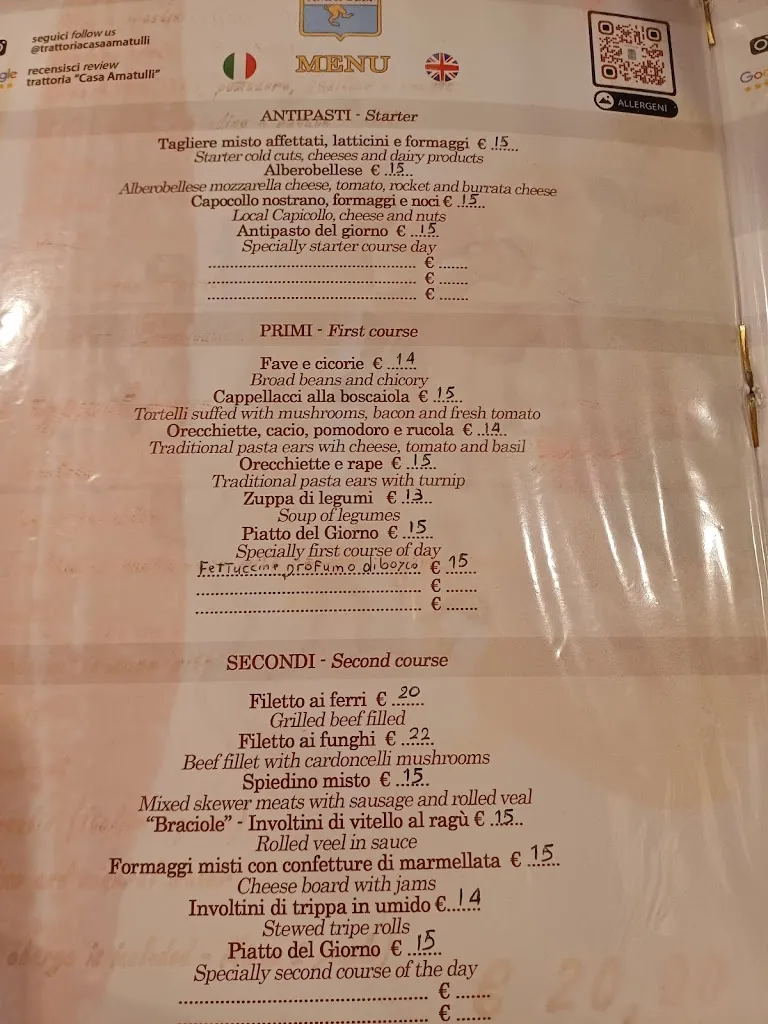 seguici follow us
@trattoriacasaamatulli
recensisci review
trattoria "Casa Amatulli"
MENU
ALLERGENI
ANTIPASTI - Starter
Tagliere misto affettati, latticini e formaggi € 15
Starter cold cuts, cheeses and dairy products
Alberobellese € 15
Alberobellese mozzarella cheese, tomato, rocket and burrata cheese
Capocollo nostrano, formaggi e noci € 15
Local Capicollo, cheese and nuts
Antipasto del giorno € 15
Specially starter course day
€
€
€
PRIMI - First course
Fave e cicorie € 14
Broad beans and chicory
Cappellacci alla boscaiola € 15
Tortelli suffed with mushrooms, bacon and fresh tomato
Orecchiette, cacio, pomodoro e rucola € 14
Traditional pasta ears wih cheese, tomato and basil
Orecchiette e rape € 15
Traditional pasta ears with turnip
Zuppa di legumi € 13
Soup of legumes
Piatto del Giorno € 15
Specially first course of day
Fettuccine profumo di bosco € 15
€
€
SECONDI - Second course
Filetto ai ferri € 20
Grilled beef filled
Filetto ai funghi € 22
Beef fillet with cardoncelli mushrooms
Spiedino misto € 15
Mixed skewer meats with sausage and rolled veal
"Braciole" - Involtini di vitello al ragù € 15
Rolled veel in sauce
Formaggi misti con confetture di marmellata € 15
Cheese board with jams
Involtini di trippa in umido € 14
Stewed tripe rolls
Piatto del Giorno € 15
Specially second course of the day
€
€